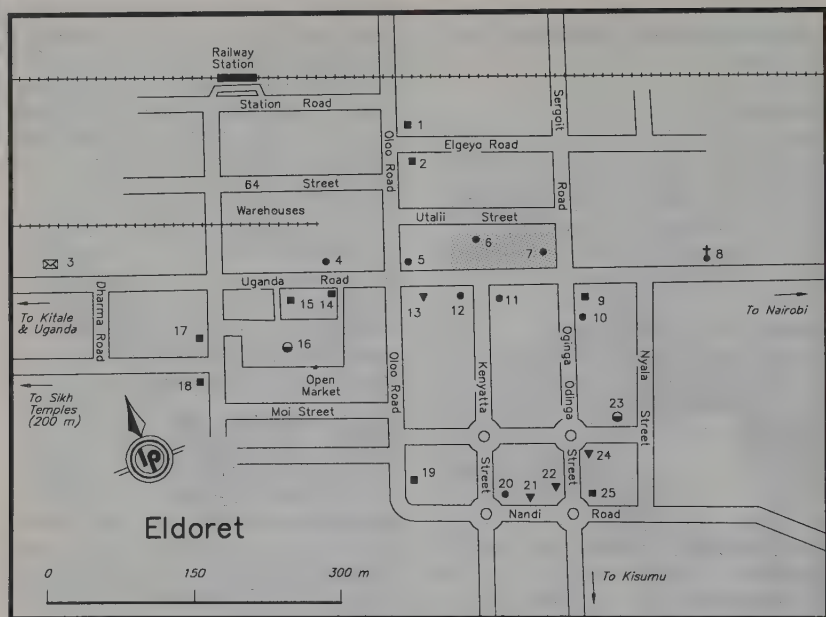 Railway
Station
Station Road
1
Oloo Road
Sergoit Road
Elgeyo Road
2
64 Street
Utalii Street
Warehouses
3
4
5
6
7
8
Uganda Road
Dharma Road
To Kitale
& Uganda
15
14
13
12
11
9
10
To Nairobi
17
16
Oloo Road
Kenyatta Street
Oginga Odinga Street
Nyala Street
Open
Market
18
To Sikh
Temples
(200 m)
Moi Street
23
24
lp
19
20
21
22
25
Nandi Road
Eldoret
0
150
300 m
To Kisumu